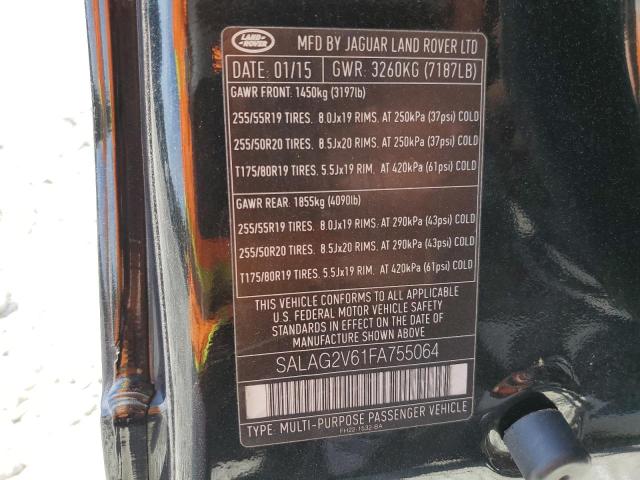 LAND ROVER
MFD BY JAGUAR LAND ROVER LTD
DATE: 01/15 GWR: 3260KG (7187LB)
GAWR FRONT: 1450kg (3197lb)
255/55R19 TIRES. 8.0Jx19 RIMS. AT 250kPa (37psi) COLD
255/50R20 TIRES. 8.5Jx20 RIMS. AT 250kPa (37psi) COLD
T175/80R19 TIRES. 5.5Jx19 RIM. AT 420kPa (61psi) COLD
GAWR REAR: 1855kg (4090lb)
255/55R19 TIRES. 8.0Jx19 RIMS. AT 290kPa (43psi) COLD
255/50R20 TIRES. 8.5Jx20 RIMS. AT 290kPa (43psi) COLD
T175/80R19 TIRES. 5.5Jx19 RIM. AT 420kPa (61psi) COLD
THIS VEHICLE CONFORMS TO ALL APPLICABLE
U.S. FEDERAL MOTOR VEHICLE SAFETY
STANDARDS IN EFFECT ON THE DATE OF
MANUFACTURE SHOWN ABOVE.
SALAG2V61FA755064
TYPE: MULTI-PURPOSE PASSENGER VEHICLE
FH22-1532-BA